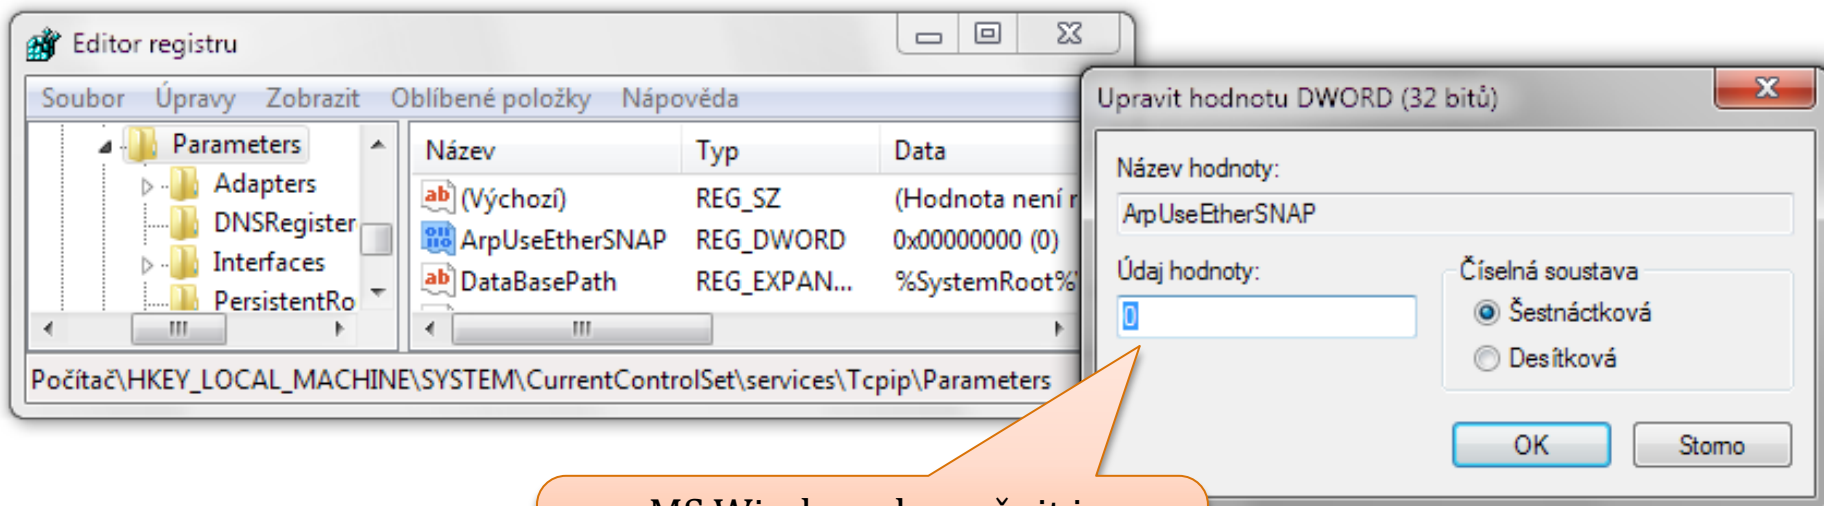 Editor registru
Soubor Úpravy Zobrazit Oblíbené položky Nápověda
Parameters
Adapters
DNSRegister
Interfaces
PersistentRo
Název Typ Data
(Výchozí) REG_SZ (Hodnota není
ArpUseEtherSNAP REG_DWORD 0x00000000 (0)
DataBasePath REG_EXPAN... %SystemRoot%
Počítač\HKEY_LOCAL_MACHINE\SYSTEM\CurrentControlSet\services\Tcpip\Parameters
Upravit hodnotu DWORD (32 bitů)
Název hodnoty:
ArpUseEtherSNAP
Údaj hodnoty:
0
Číselná soustava
Šestnáctková
Desítková
OK Storno
MS Windows